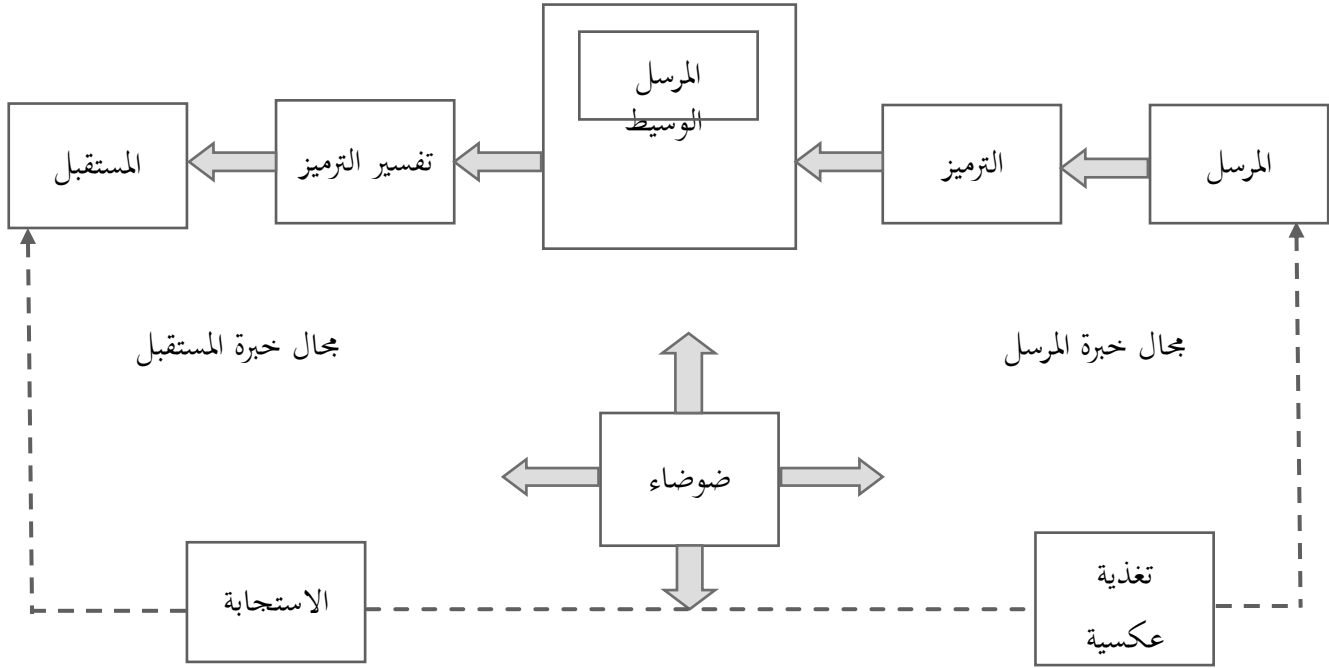 المرسل
الوسيط
المرسل
الترميز
تفسير الترميز
المستقبل
مجال خبرة المرسل
مجال خبرة المستقبل
ضوضاء
تغذية
عكسية
الاستجابة